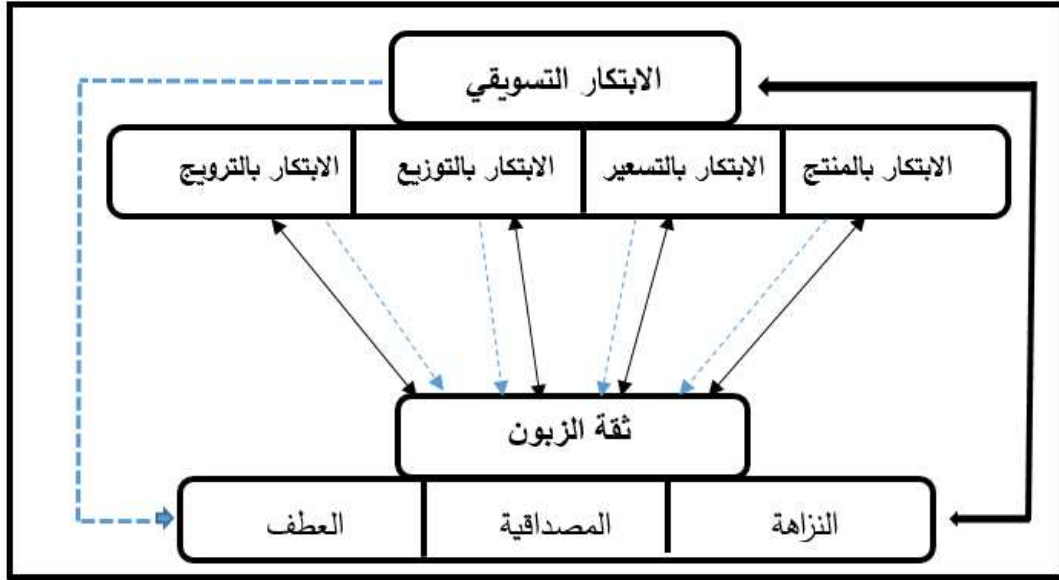 الابتكار التسويقي
الابتكار بالمنتج
الابتكار بالتسعير
الابتكار بالتوزيع
الابتكار بالترويج
ثقة الزبون
النزاهة
المصداقية
العطف